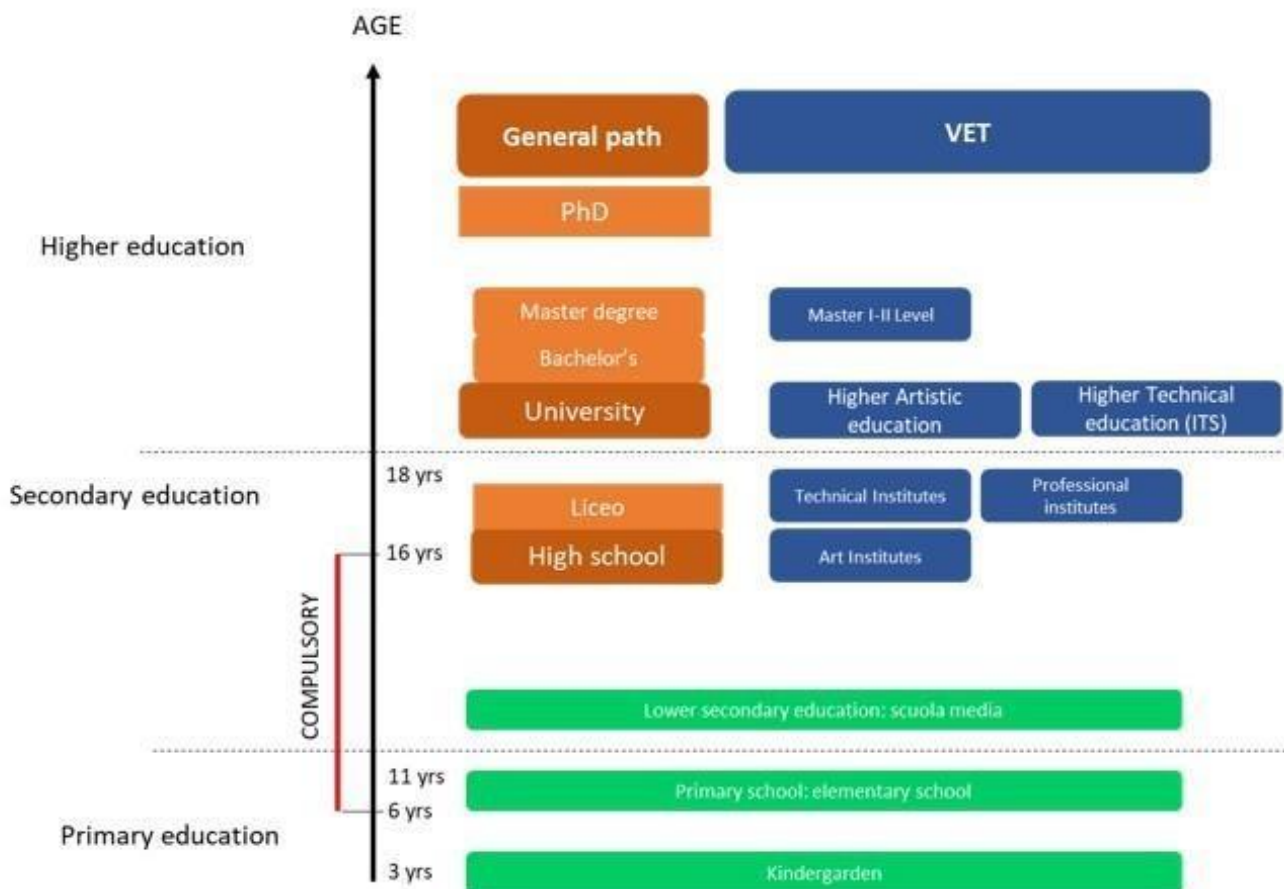 AGE
General path
VET
PhD
Higher education
Master degree
Master I-II Level
Bachelor's
University
Higher Artistic
education
Higher Technical
education (ITS)
18 yrs
Secondary education
Liceo
Technical Institutes
Professional
institutes
16 yrs
High school
Art Institutes
COMPULSORY
Lower secondary education: scuola media
11 yrs
Primary school: elementary school
6 yrs
Primary education
3 yrs
Kindergarden